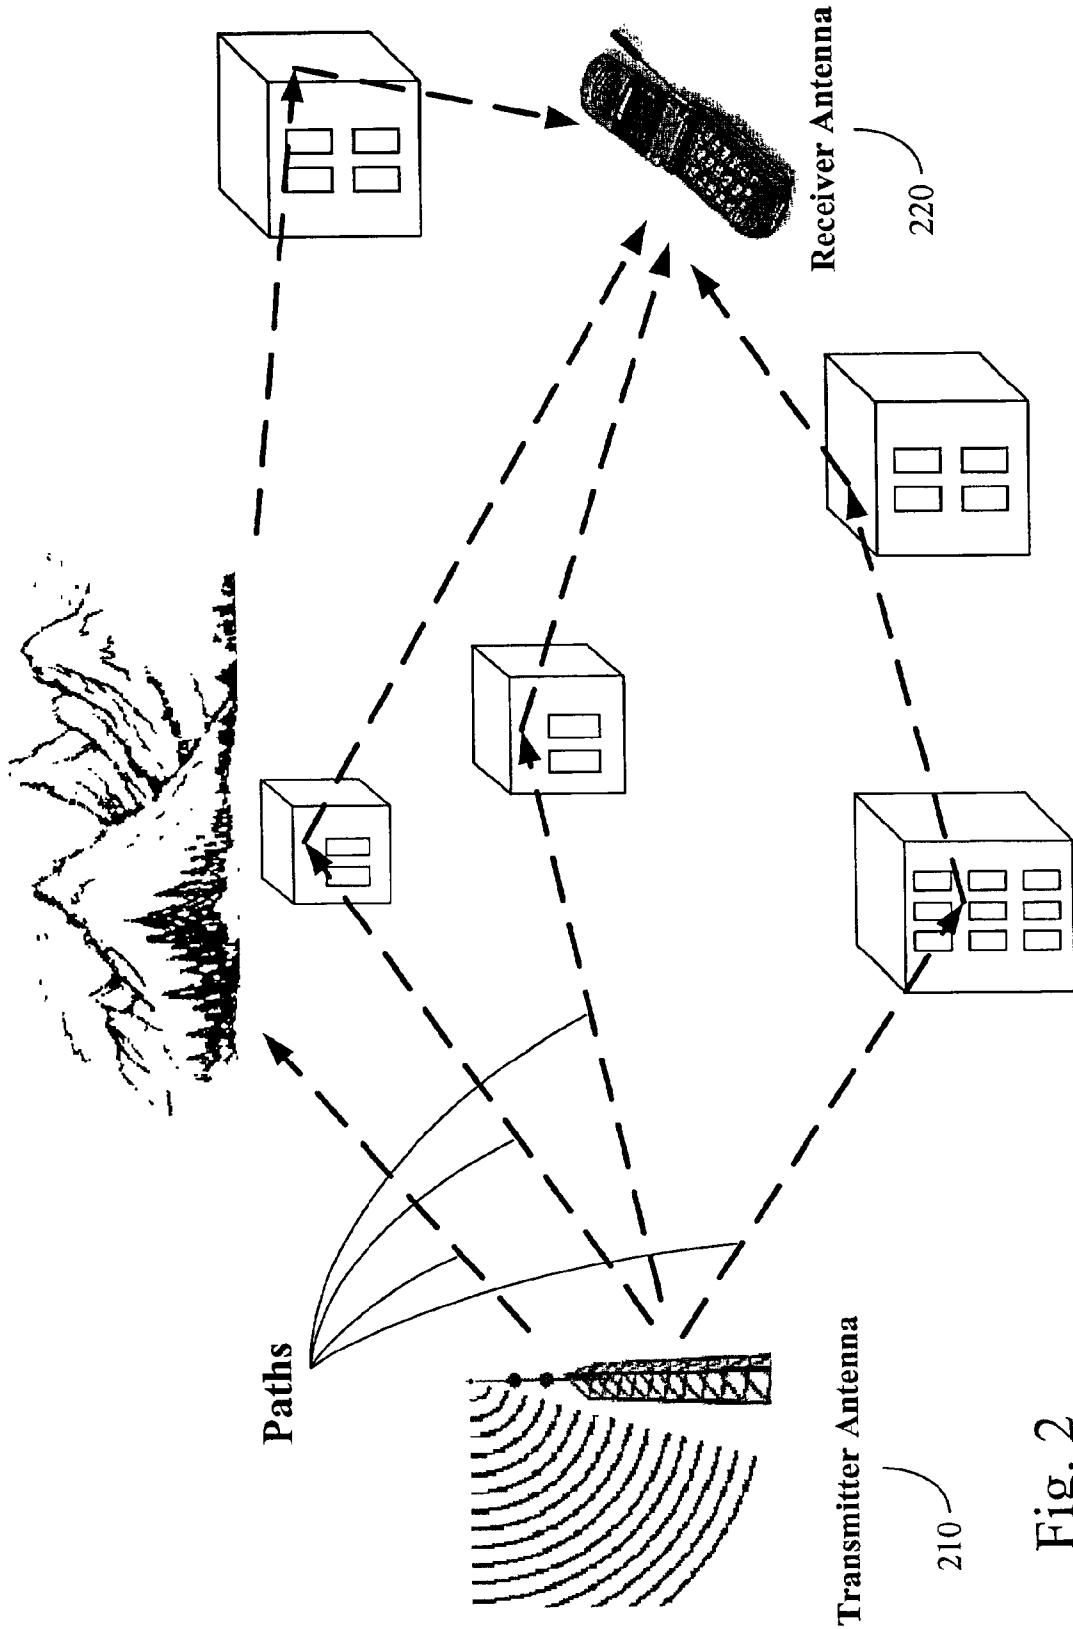 Paths
Transmitter Antenna
210
Receiver Antenna
220
Fig. 2